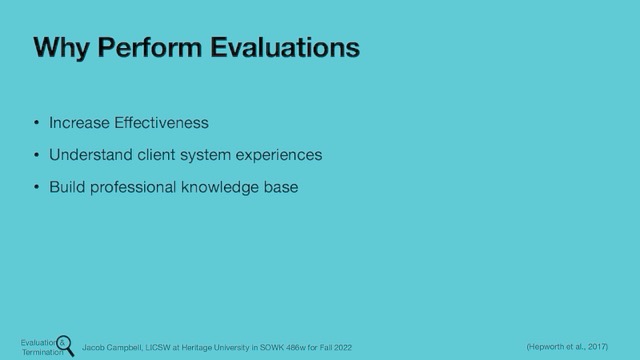 Why Perform Evaluations
• Increase Effectiveness
• Understand client system experiences
• Build professional knowledge base
Evaluation &
Termination
Jacob Campbell, LICSW at Heritage University in SOWK 486w for Fall 2022
(Hepworth et al., 2017)